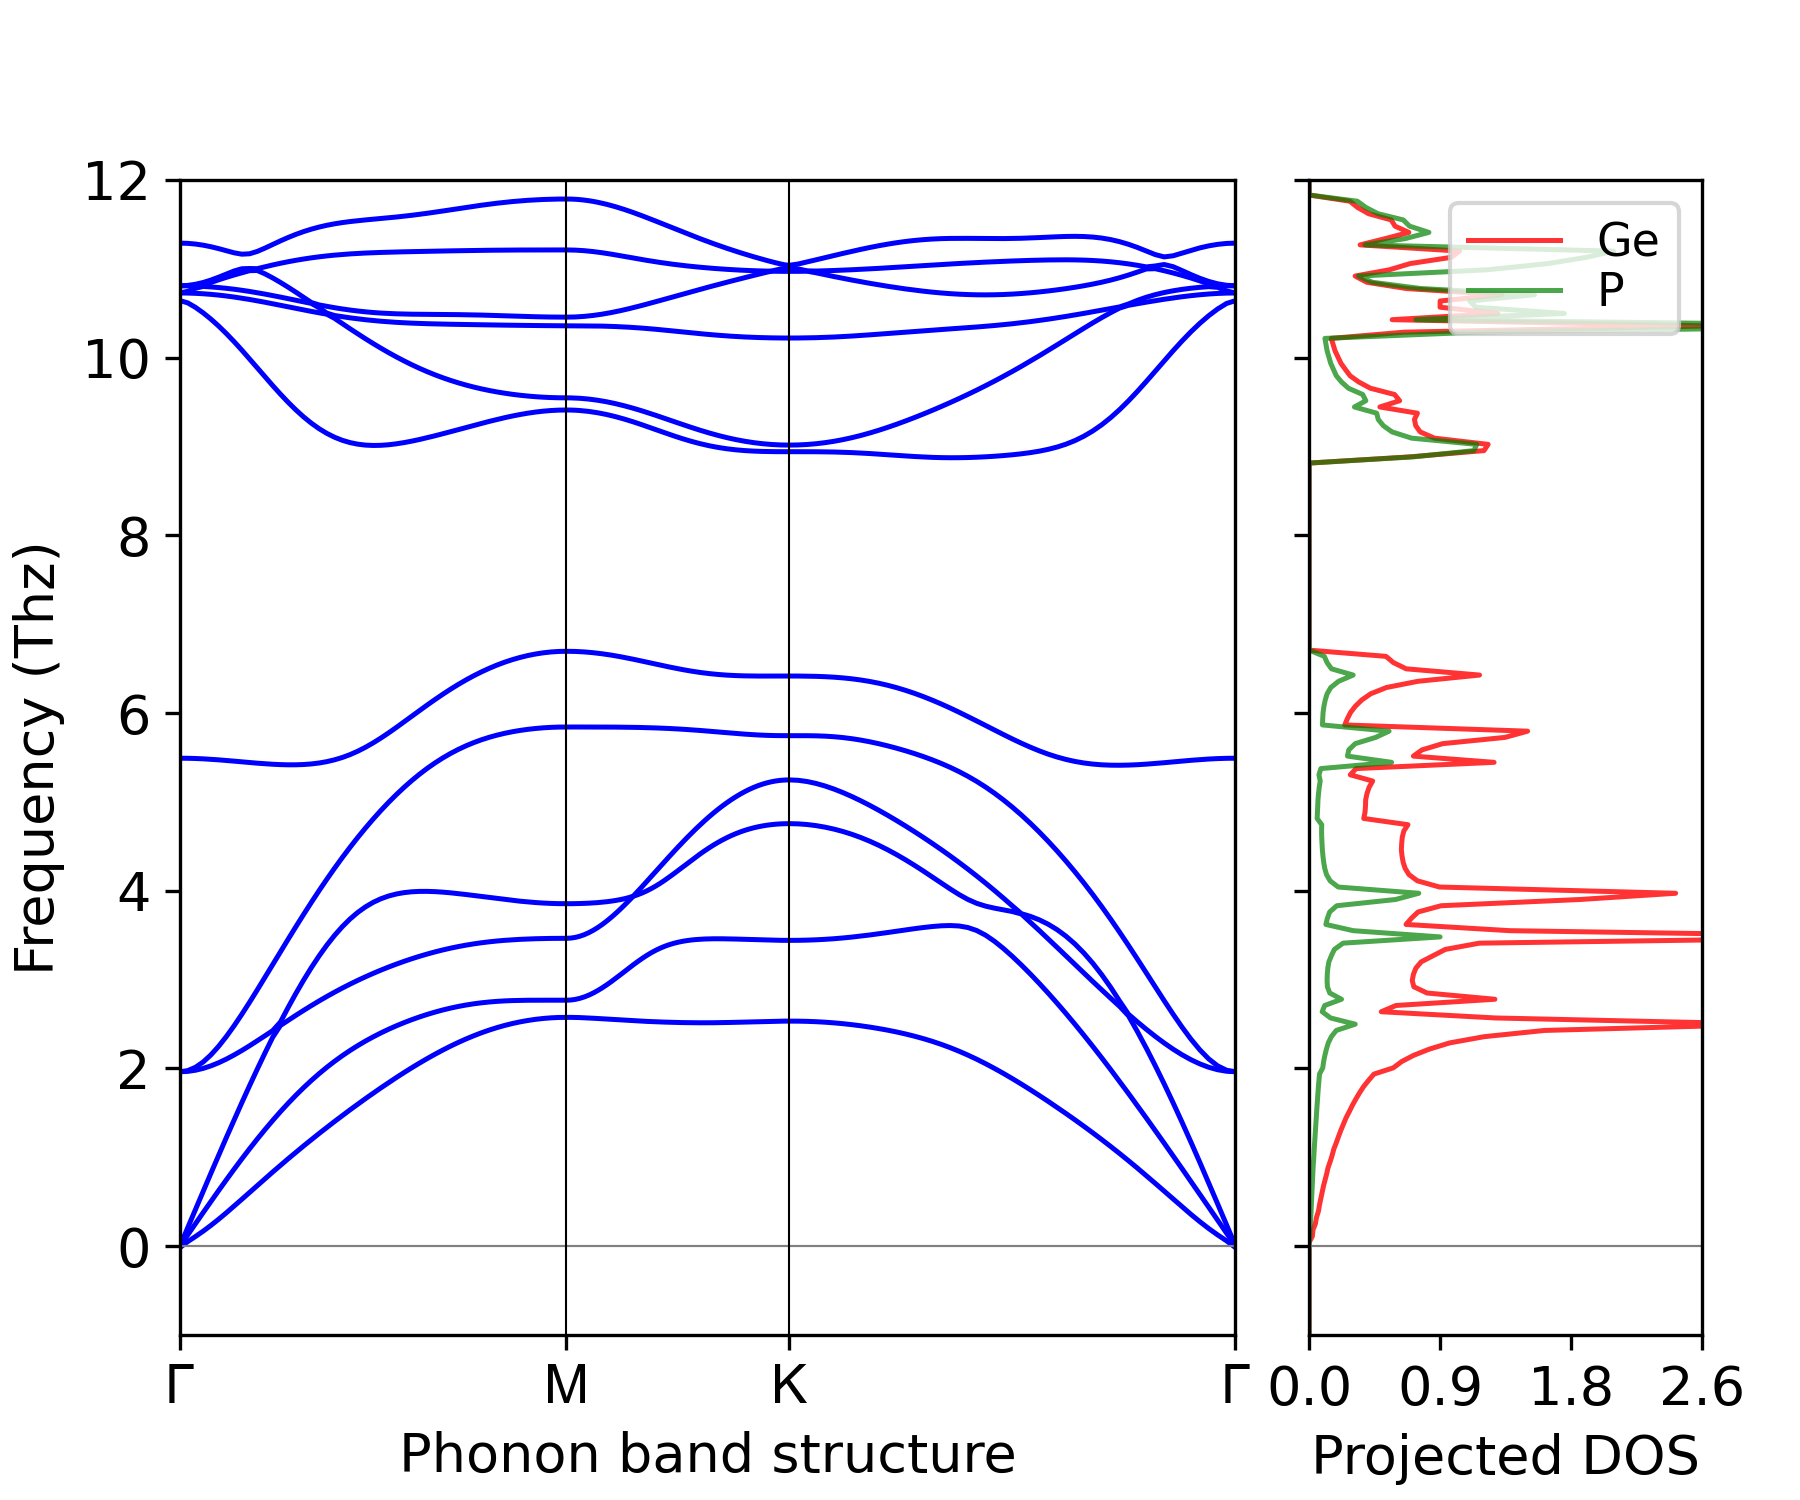 12
10
8
6
4
2
0
Frequency (Thz)
Γ M K Γ
Phonon band structure
Ge
P
0.0 0.9 1.8 2.6
Projected DOS